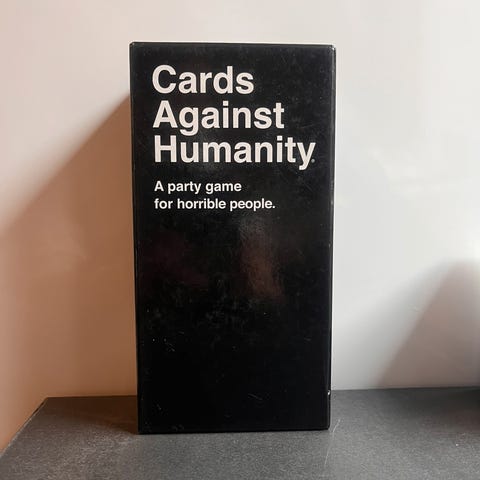 Cards
Against
Humanity®
A party game
for horrible people.